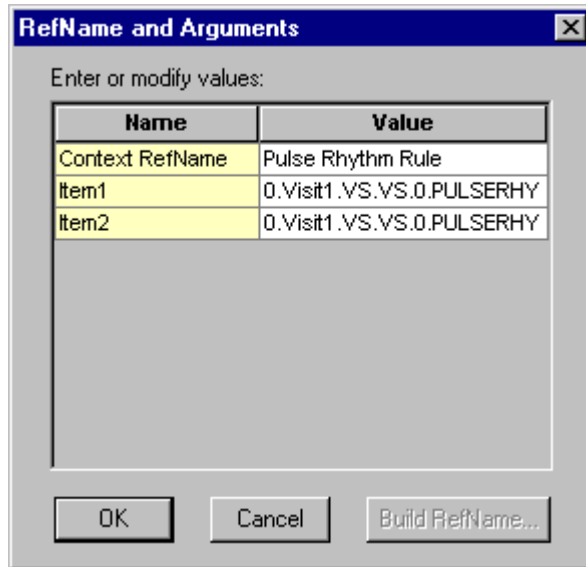 RefName and Arguments
Enter or modify values:
Name Value
Context RefName Pulse Rhythm Rule
Item1 0.Visit1.VS.VS.0.PULSERHY
Item2 0.Visit1.VS.VS.0.PULSERHY
OK Cancel Build RefName...